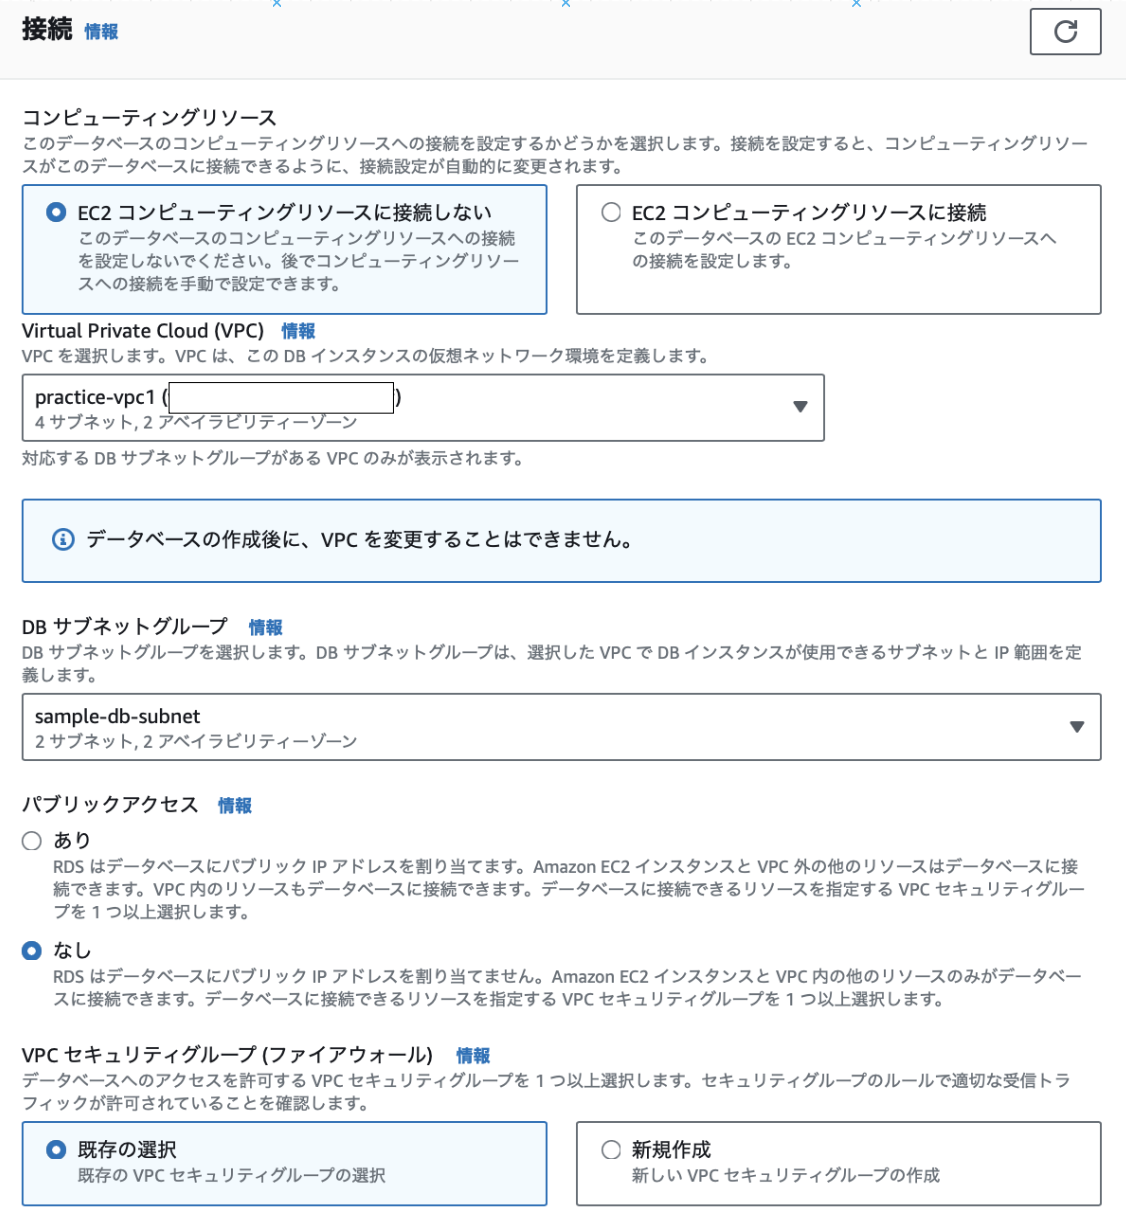 接続 情報
コンピューティングリソース
このデータベースのコンピューティングリソースへの接続を設定するかどうかを選択します。接続を設定すると、コンピューティングリソー
スがこのデータベースに接続できるように、接続設定が自動的に変更されます。
EC2 コンピューティングリソースに接続しない
このデータベースのコンピューティングリソースへの接続
を設定しないでください。後でコンピューティングリソー
スへの接続を手動で設定できます。
EC2 コンピューティングリソースに接続
このデータベースの EC2 コンピューティングリソースへ
の接続を設定します。
Virtual Private Cloud (VPC) 情報
VPC を選択します。VPC は、この DB インスタンスの仮想ネットワーク環境を定義します。
practice-vpc1 ( )
4 サブネット, 2 アベイラビリティーゾーン
対応する DB サブネットグループがある VPC のみが表示されます。
データベースの作成後に、VPC を変更することはできません。
DB サブネットグループ 情報
DB サブネットグループを選択します。DB サブネットグループは、選択した VPC で DB インスタンスが使用できるサブネットと IP 範囲を定
義します。
sample-db-subnet
2 サブネット, 2 アベイラビリティーゾーン
パブリックアクセス 情報
あり
RDS はデータベースにパブリック IP アドレスを割り当てます。Amazon EC2 インスタンスと VPC 外の他のリソースはデータベースに接
続できます。VPC 内のリソースもデータベースに接続できます。データベースに接続できるリソースを指定する VPC セキュリティグルー
プを 1 つ以上選択します。
なし
RDS はデータベースにパブリック IP アドレスを割り当てません。Amazon EC2 インスタンスと VPC 内の他のリソースのみがデータベー
スに接続できます。データベースに接続できるリソースを指定する VPC セキュリティグループを 1 つ以上選択します。
VPC セキュリティグループ (ファイアウォール) 情報
データベースへのアクセスを許可する VPC セキュリティグループを 1 つ以上選択します。セキュリティグループのルールで適切な受信トラ
フィックが許可されていることを確認します。
既存の選択
既存の VPC セキュリティグループの選択
新規作成
新しい VPC セキュリティグループの作成